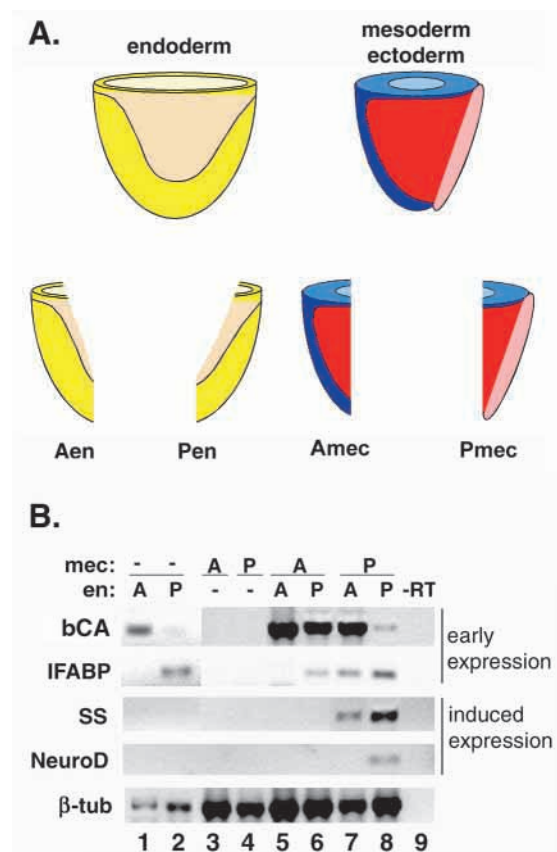 A.
endoderm
mesoderm
ectoderm
Aen Pen Amec Pmec
B.
mec: - - A P A P
en: A P - - A P A P -RT
bCA
early
expression
IFABP
SS
induced
expression
NeuroD
β-tub
1 2 3 4 5 6 7 8 9